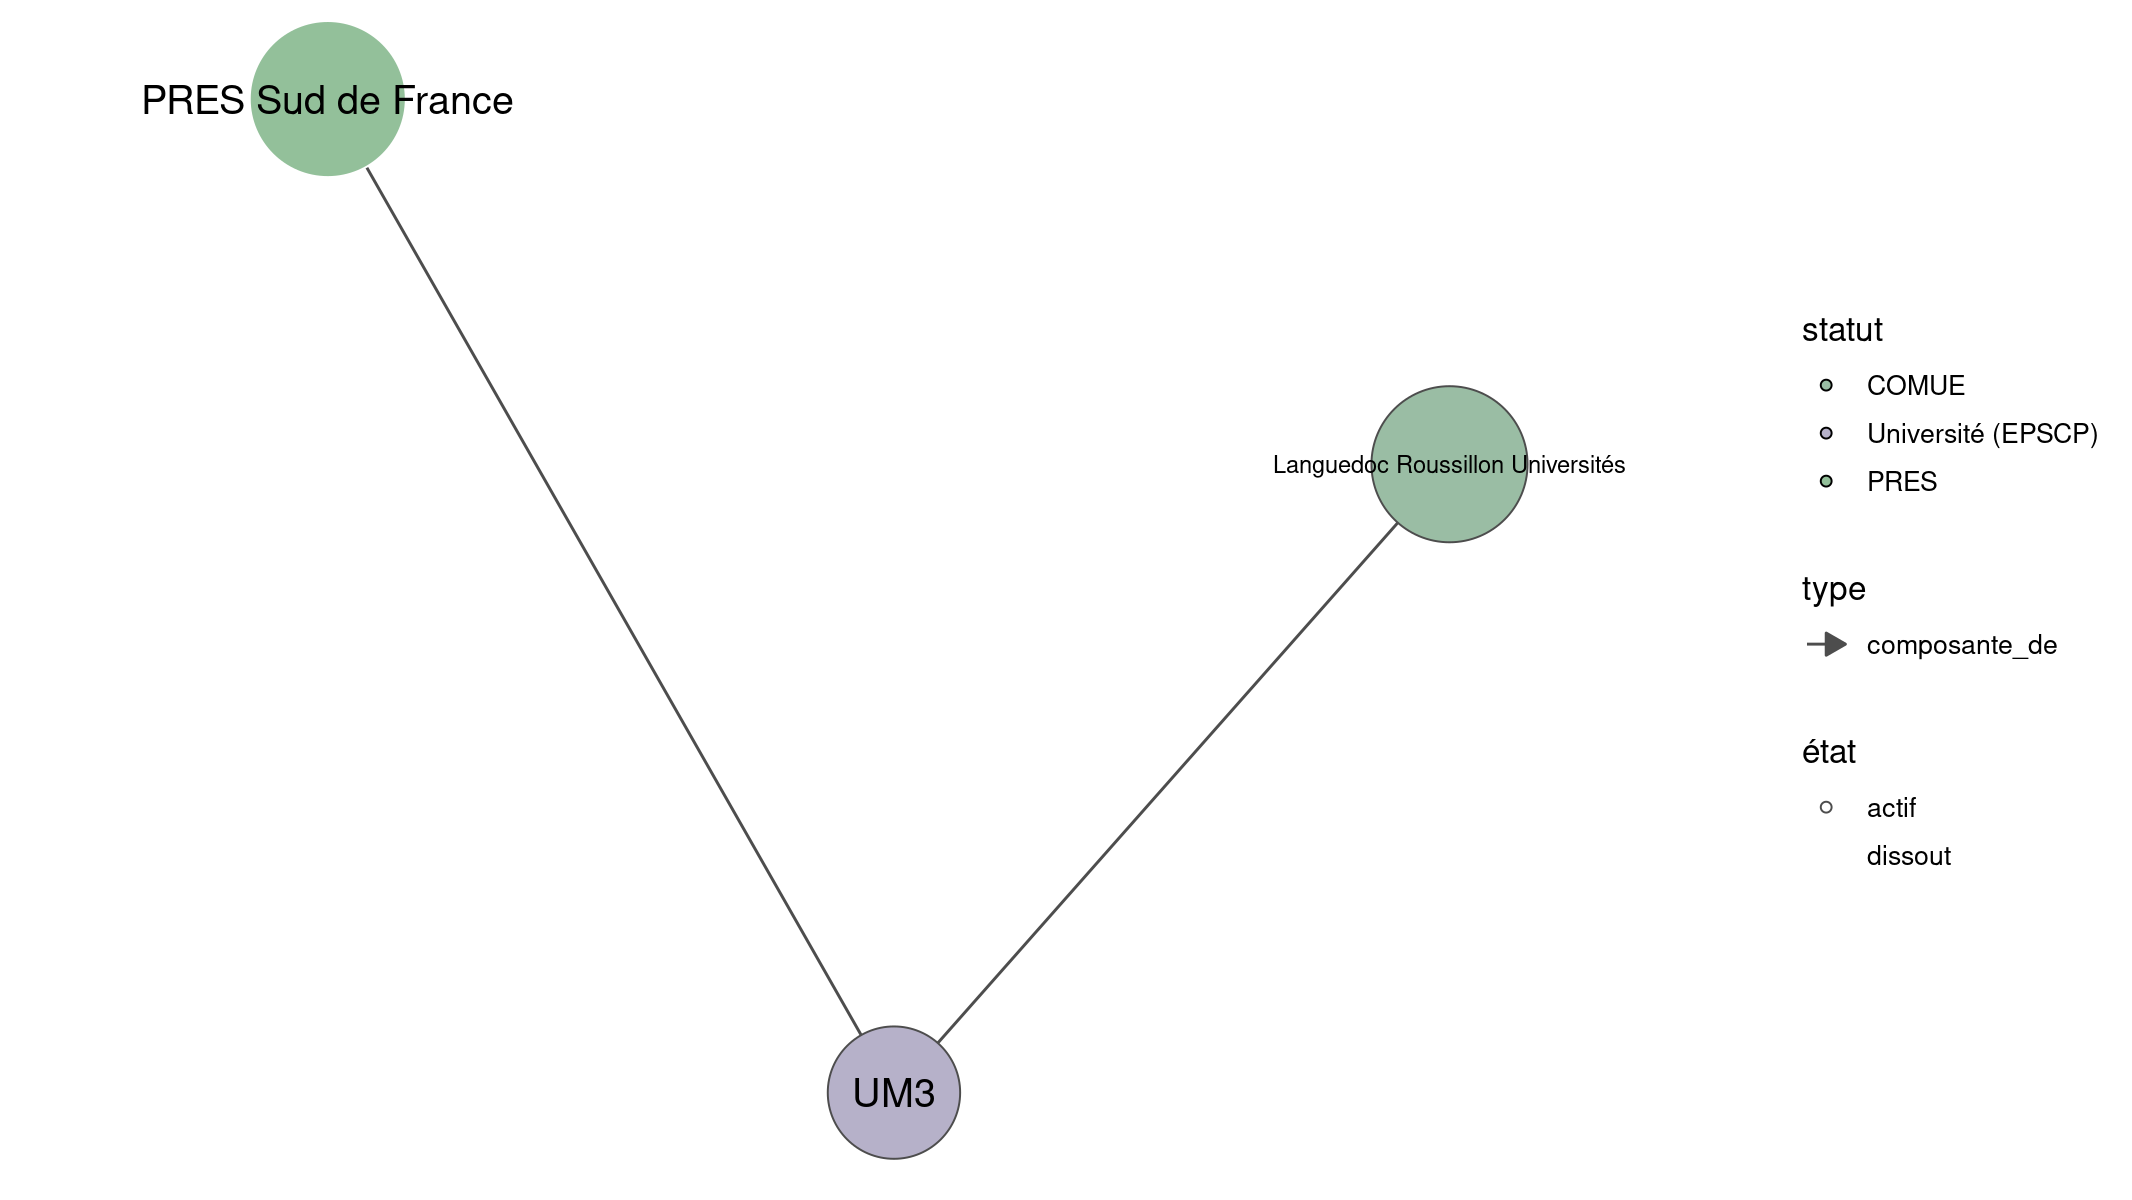 PRES Sud de France
Languedoc Roussillon Universités
UM3
statut
COMUE
Université (EPSCP)
PRES
type
composante_de
état
actif
dissout